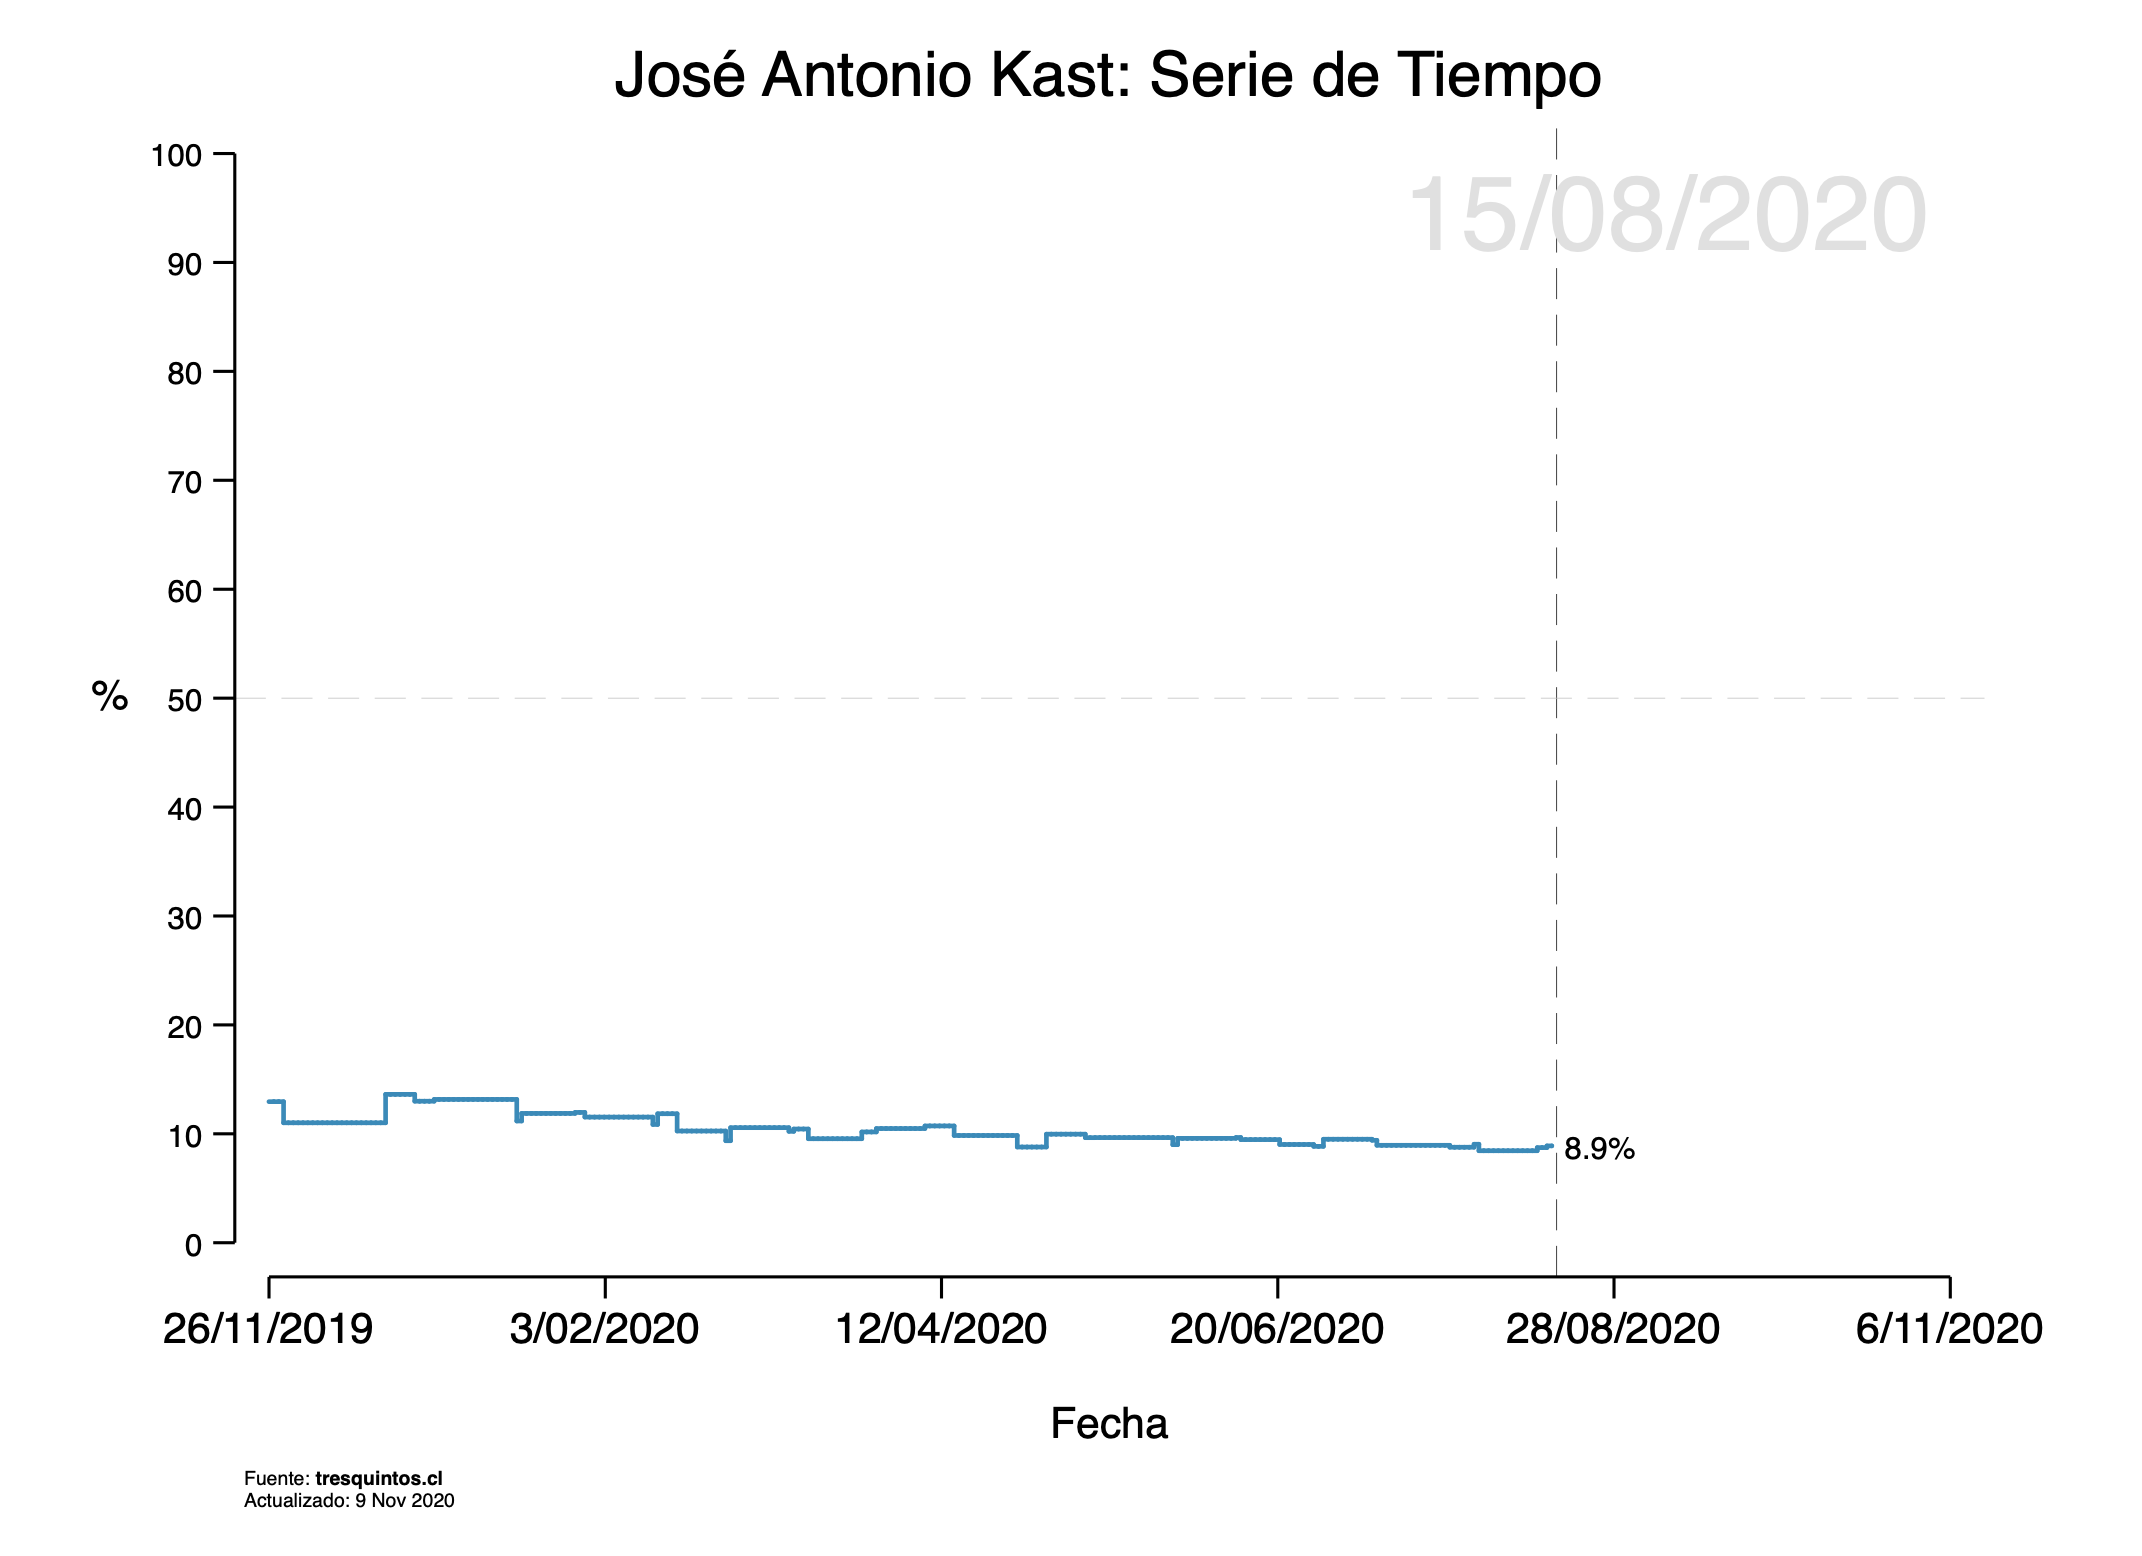 José Antonio Kast: Serie de Tiempo
15/08/2020
100
90
80
70
60
50
40
30
20
10
0
%
8.9%
26/11/2019 3/02/2020 12/04/2020 20/06/2020 28/08/2020 6/11/2020
Fecha
Fuente: tresquintos.cl
Actualizado: 9 Nov 2020